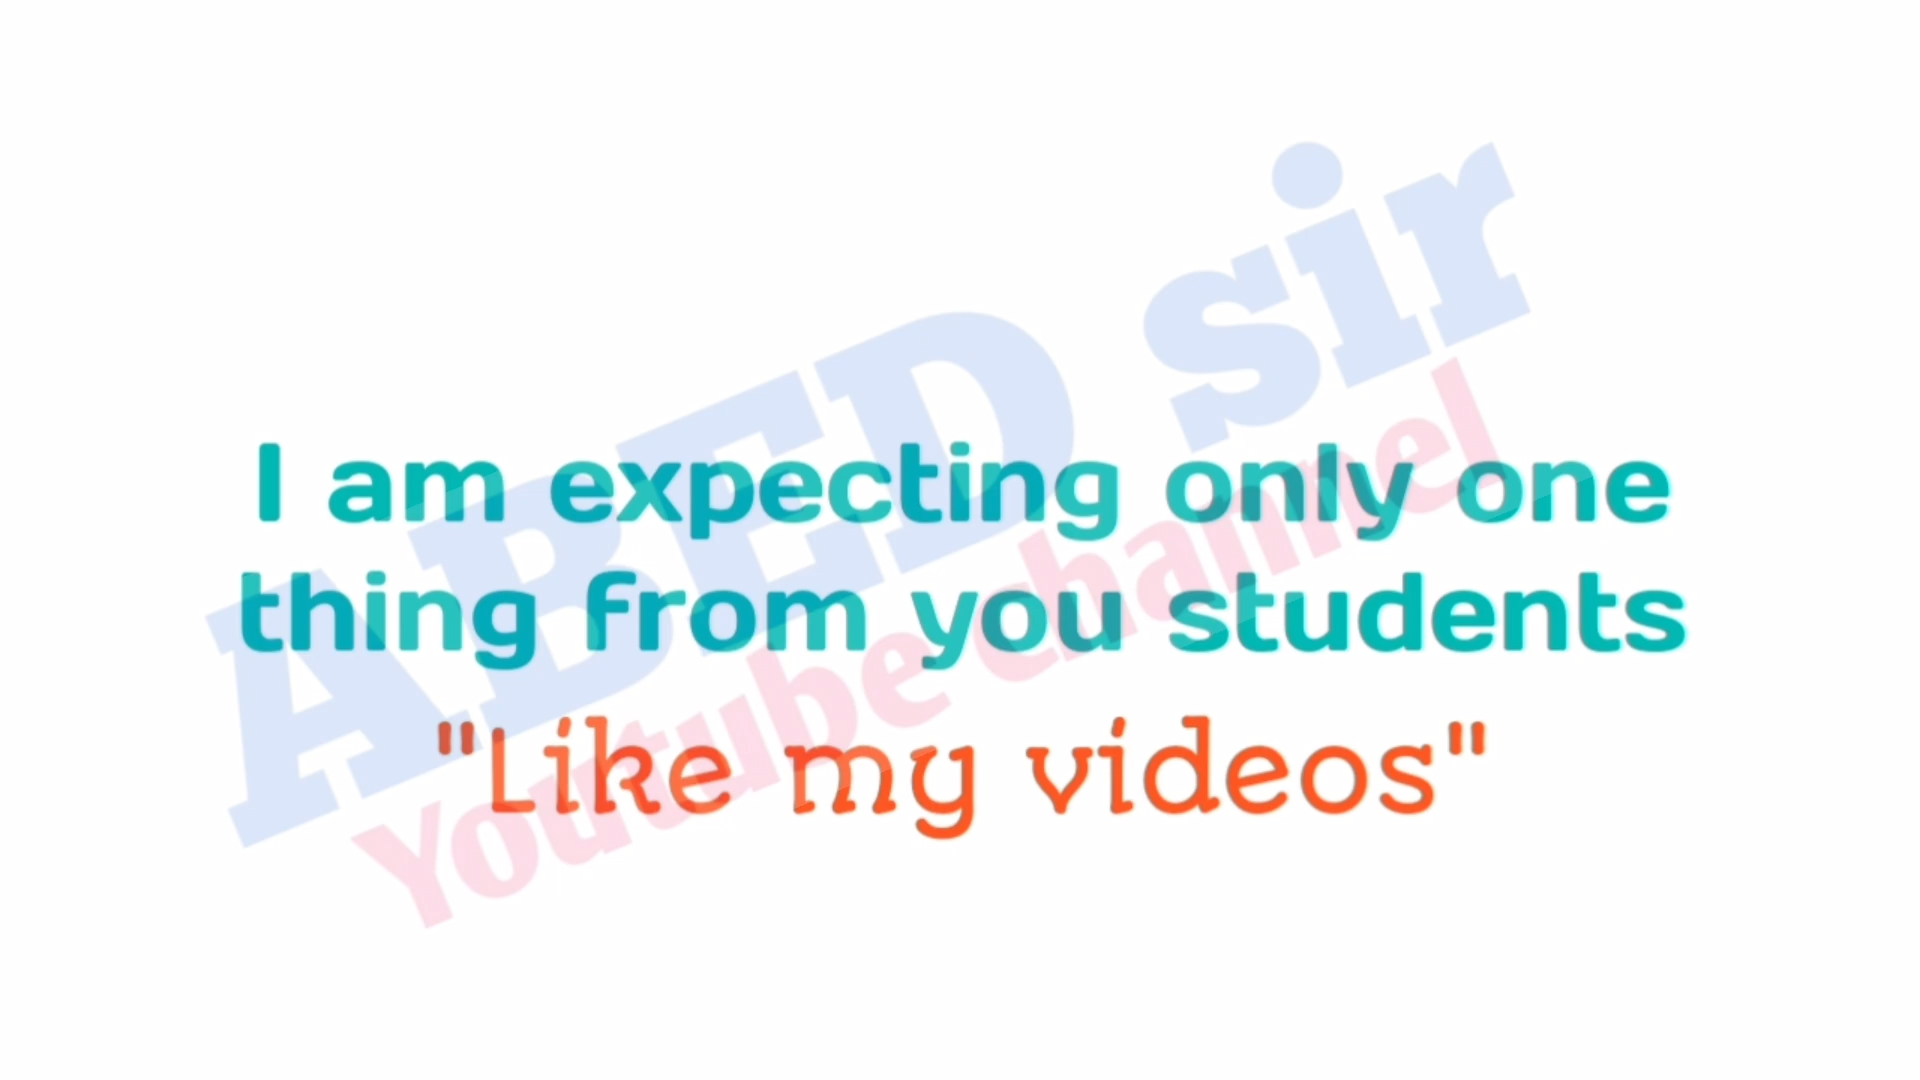 I am expecting only one
thing from you students
"Like my videos"
ABED sir
Youtube channel